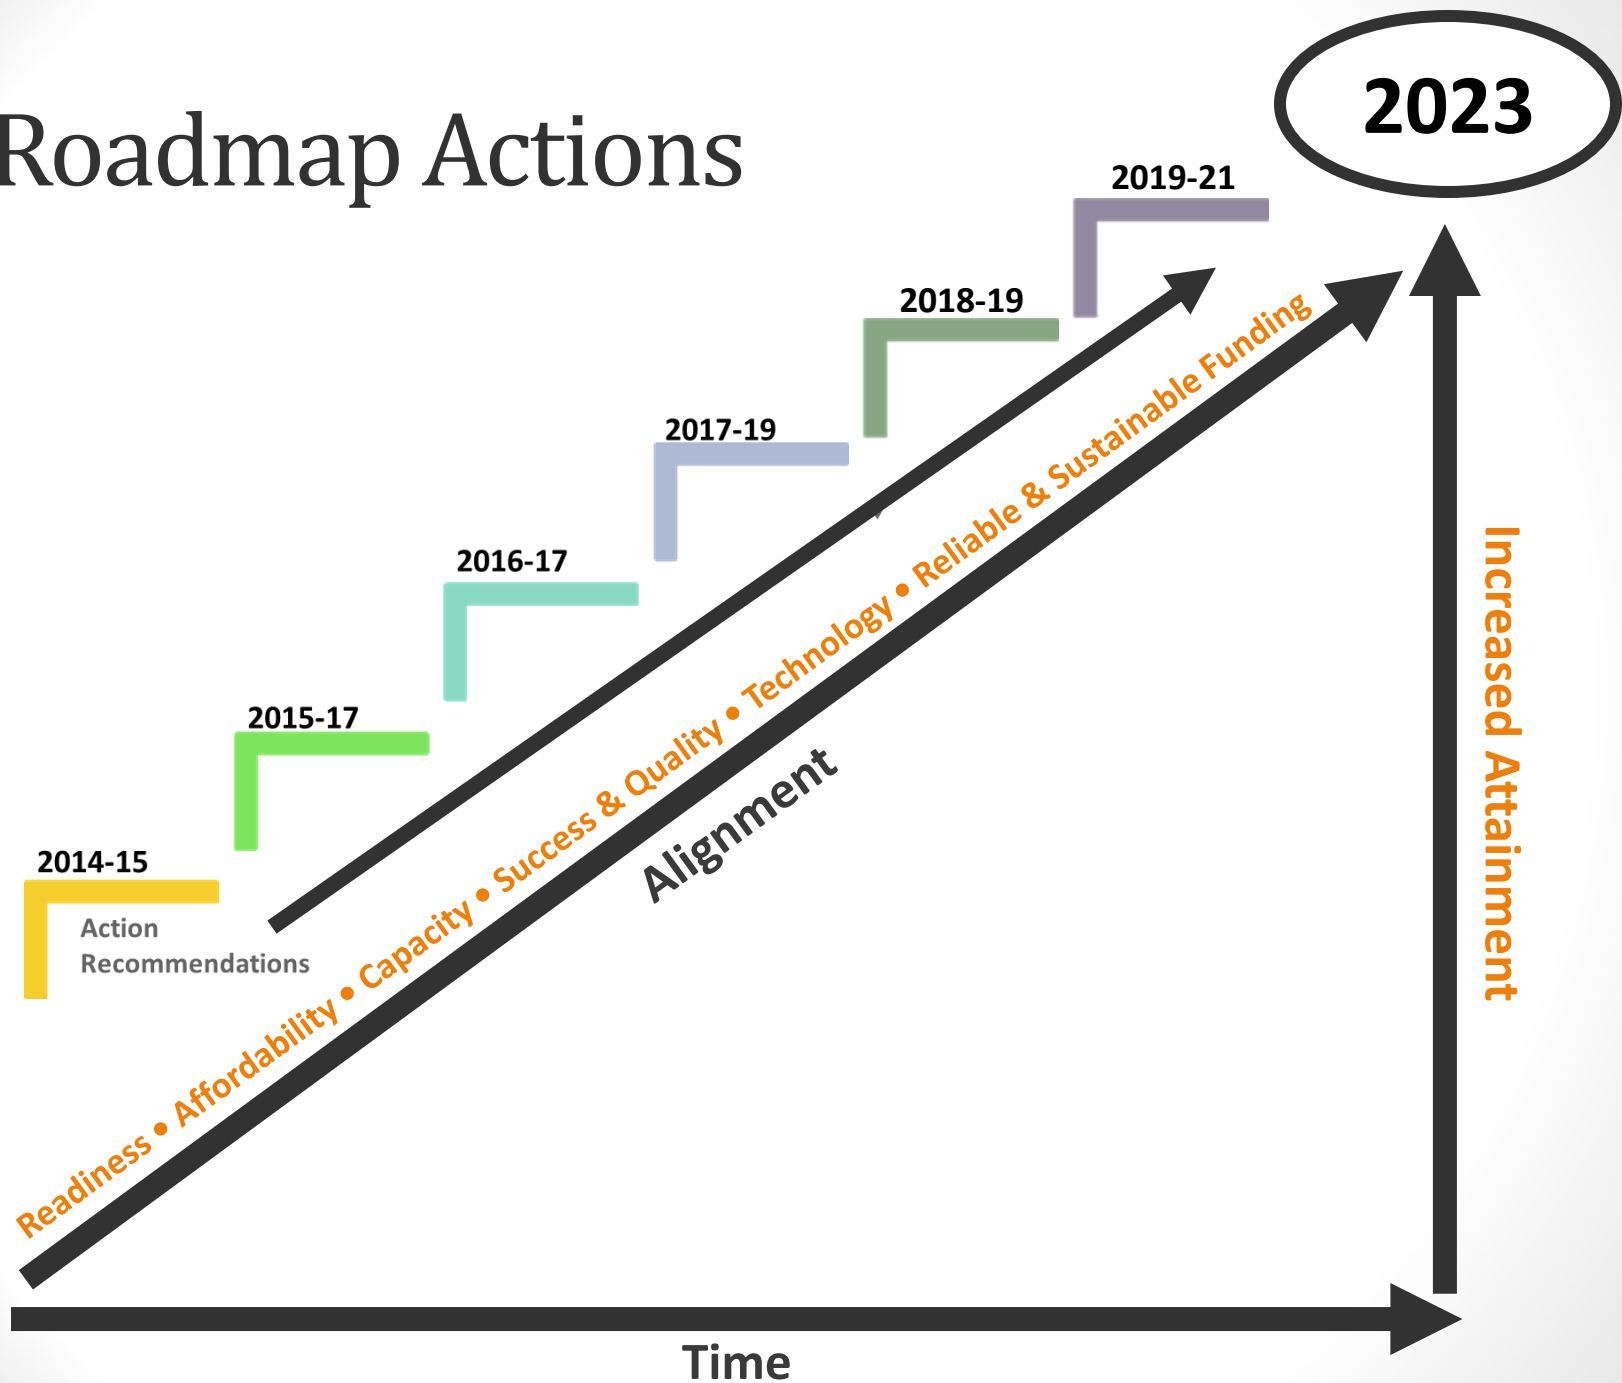 Roadmap Actions
2023
2019-21
2018-19
2017-19
2016-17
2015-17
2014-15
Action
Recommendations
Readiness • Affordability • Capacity • Success & Quality • Technology • Reliable & Sustainable Funding
Alignment
Increased Attainment
Time